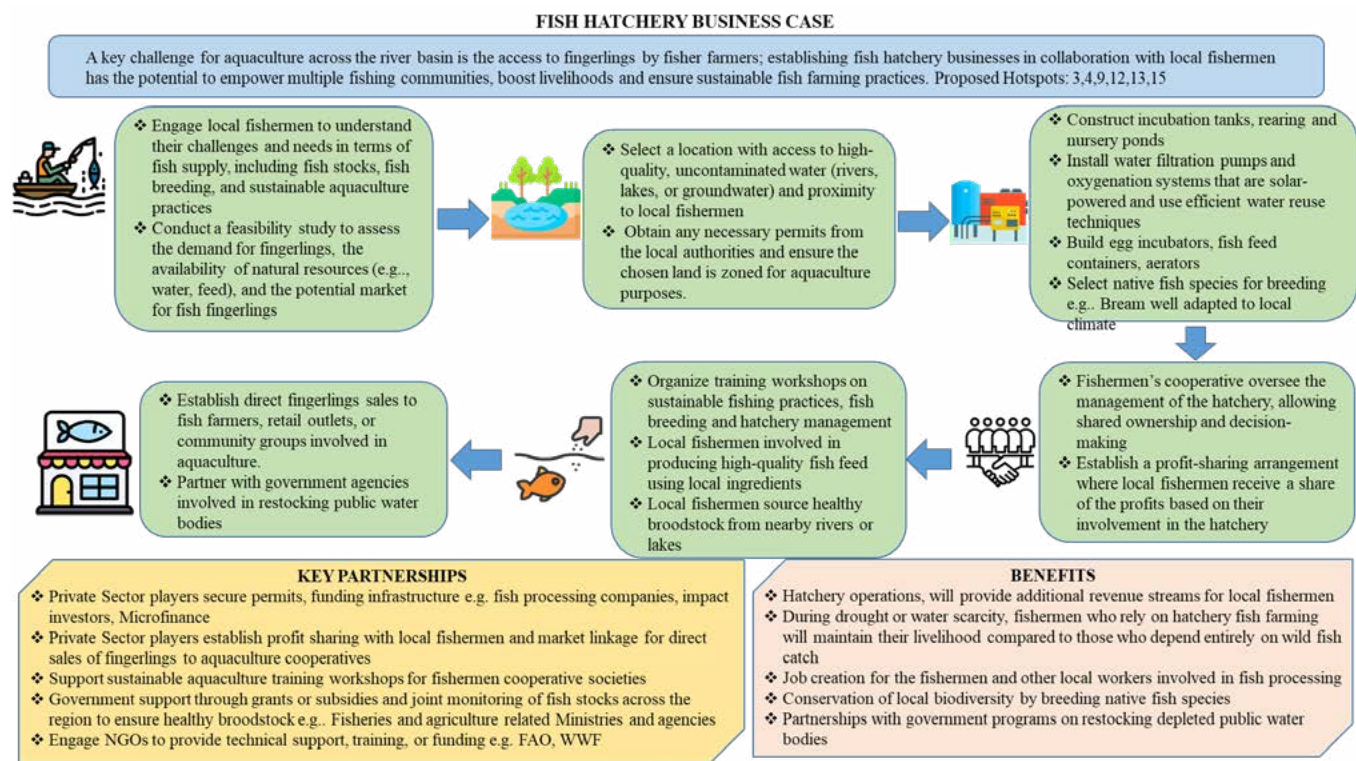 FISH HATCHERY BUSINESS CASE
A key challenge for aquaculture across the river basin is the access to fingerlings by fisher farmers; establishing fish hatchery businesses in collaboration with local fishermen
has the potential to empower multiple fishing communities, boost livelihoods and ensure sustainable fish farming practices. Proposed Hotspots: 3,4,9,12,13,15
❖ Engage local fishermen to understand
their challenges and needs in terms of
fish supply, including fish stocks, fish
breeding, and sustainable aquaculture
practices
❖ Conduct a feasibility study to assess
the demand for fingerlings, the
availability of natural resources (e.g..,
water, feed), and the potential market
for fish fingerlings
❖ Select a location with access to high-
quality, uncontaminated water (rivers,
lakes, or groundwater) and proximity
to local fishermen
❖ Obtain any necessary permits from
the local authorities and ensure the
chosen land is zoned for aquaculture
purposes.
❖ Construct incubation tanks, rearing and
nursery ponds
❖ Install water filtration pumps and
oxygenation systems that are solar-
powered and use efficient water reuse
techniques
❖ Build egg incubators, fish feed
containers, aerators
❖ Select native fish species for breeding
e.g.. Bream well adapted to local
climate
❖ Fishermen's cooperative oversee the
management of the hatchery, allowing
shared ownership and decision-
making
❖ Establish a profit-sharing arrangement
where local fishermen receive a
share of the profits based on their
involvement in the hatchery
❖ Organize training workshops on
sustainable fishing practices, fish
breeding and hatchery management
❖ Local fishermen involved in
producing high-quality fish feed
using local ingredients
❖ Local fishermen source healthy
broodstock from nearby rivers or
lakes
❖ Establish direct fingerlings sales to
fish farmers, retail outlets, or
community groups involved in
aquaculture.
❖ Partner with government agencies
involved in restocking public water
bodies
KEY PARTNERSHIPS
❖ Private Sector players secure permits, funding infrastructure e.g. fish processing companies, impact
investors, Microfinance
❖ Private Sector players establish profit sharing with local fishermen and market linkage for direct
sales of fingerlings to aquaculture cooperatives
❖ Support sustainable aquaculture training workshops for fishermen cooperative societies
❖ Government support through grants or subsidies and joint monitoring of fish stocks across the
region to ensure healthy broodstock e.g.. Fisheries and agriculture related Ministries and agencies
❖ Engage NGOs to provide technical support, training, or funding e.g. FAO, WWF
BENEFITS
❖ Hatchery operations, will provide additional revenue streams for local fishermen
❖ During drought or water scarcity, fishermen who rely on hatchery fish farming
will maintain their livelihood compared to those who depend entirely on wild fish
catch
❖ Job creation for the fishermen and other local workers involved in fish processing
❖ Conservation of local biodiversity by breeding native fish species
❖ Partnerships with government programs on restocking depleted public water
bodies